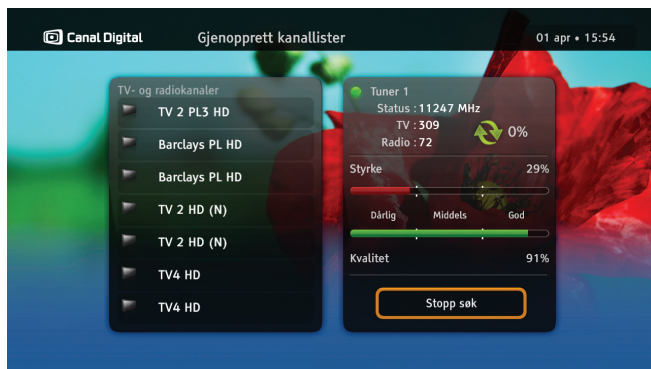 Canal Digital
Gjenopprett kanallister
01 apr • 15:54
TV- og radiokanaler
TV 2 PL3 HD
Barclays PL HD
Barclays PL HD
TV 2 HD (N)
TV 2 HD (N)
TV4 HD
TV4 HD
Tuner 1
Status : 11247 MHz
TV : 309
Radio : 72
0%
Styrke 29%
Dårlig Middels God
Kvalitet 91%
Stopp søk